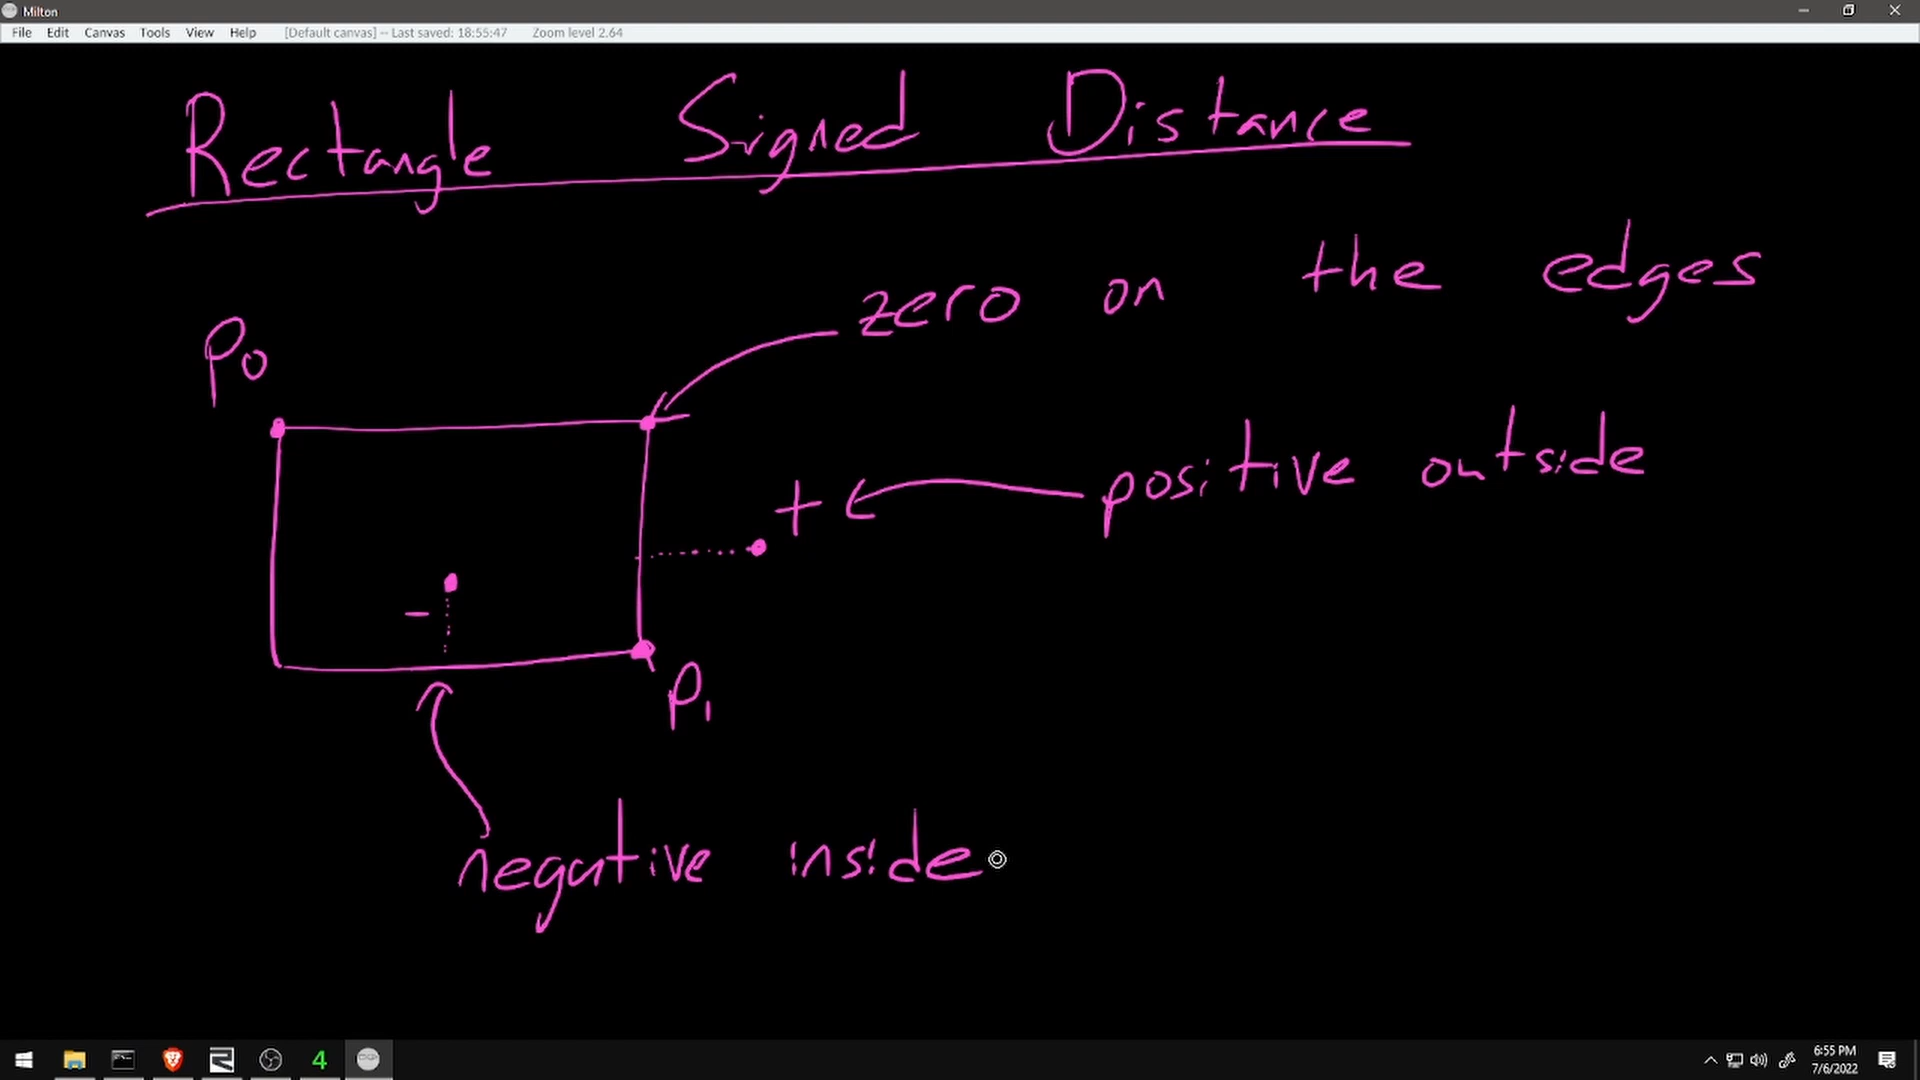 Milton
File Edit Canvas Tools View Help [Default canvas] -- Last saved: 18:55:47 Zoom level 2.64
Rectangle Signed Distance
zero on the edges
P0
+ positive outside
-
P1
negative inside
4
6:55 PM
7/6/2022